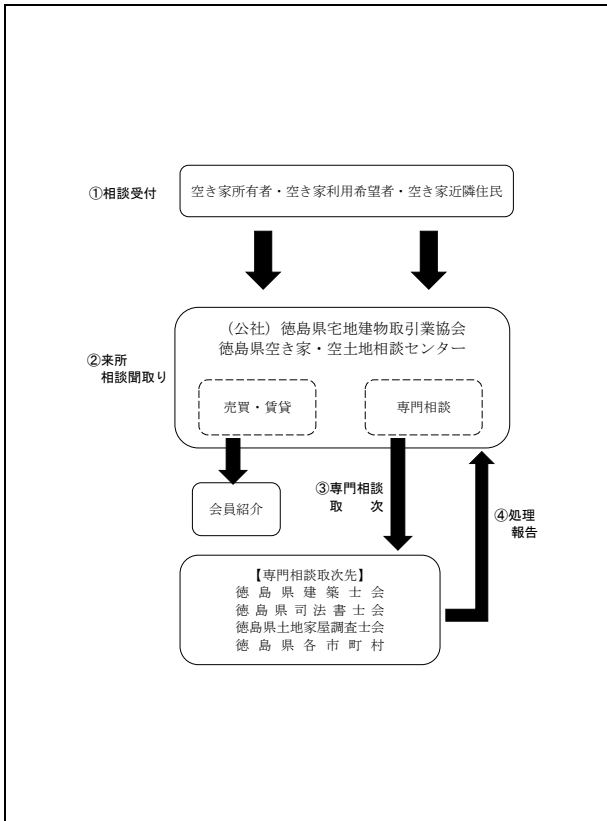 ①相談受付
空き家所有者・空き家利用希望者・空き家近隣住民
(公社)徳島県宅地建物取引業協会
徳島県空き家・空土地相談センター
②来所
相談聞取り
売買・賃貸
専門相談
会員紹介
③専門相談
取 次
④処理
報告
【専門相談取次先】
徳島県建築士会
徳島県司法書士会
徳島県土地家屋調査士会
徳島県各市町村